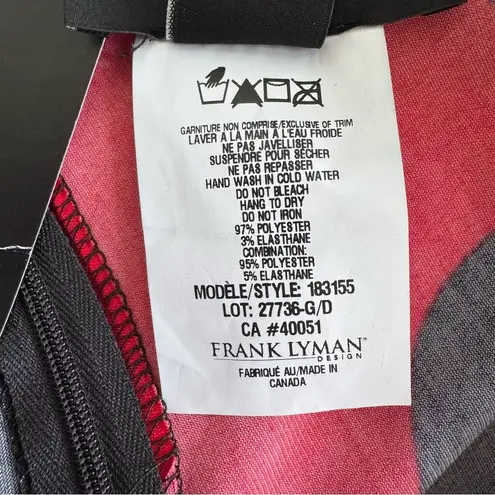 GARNITURE NON COMPRISE/EXCLUSIVE OF TRIM
LAVER A LA MAIN À L'EAU FROIDE
NE PAS JAVELLISER
SUSPENDRE POUR SÉCHER
NE PAS REPASSER
HAND WASH IN COLD WATER
DO NOT BLEACH
HANG TO DRY
DO NOT IRON
97% POLYESTER
3% ELASTHANE
COMBINATION:
95% POLYESTER
5% ELASTHANE
MODÈLE/STYLE: 183155
LOT: 27736-G/D
CA #40051
FRANK LYMAN
DESIGN
FABRIQUÉ AU/MADE IN
CANADA